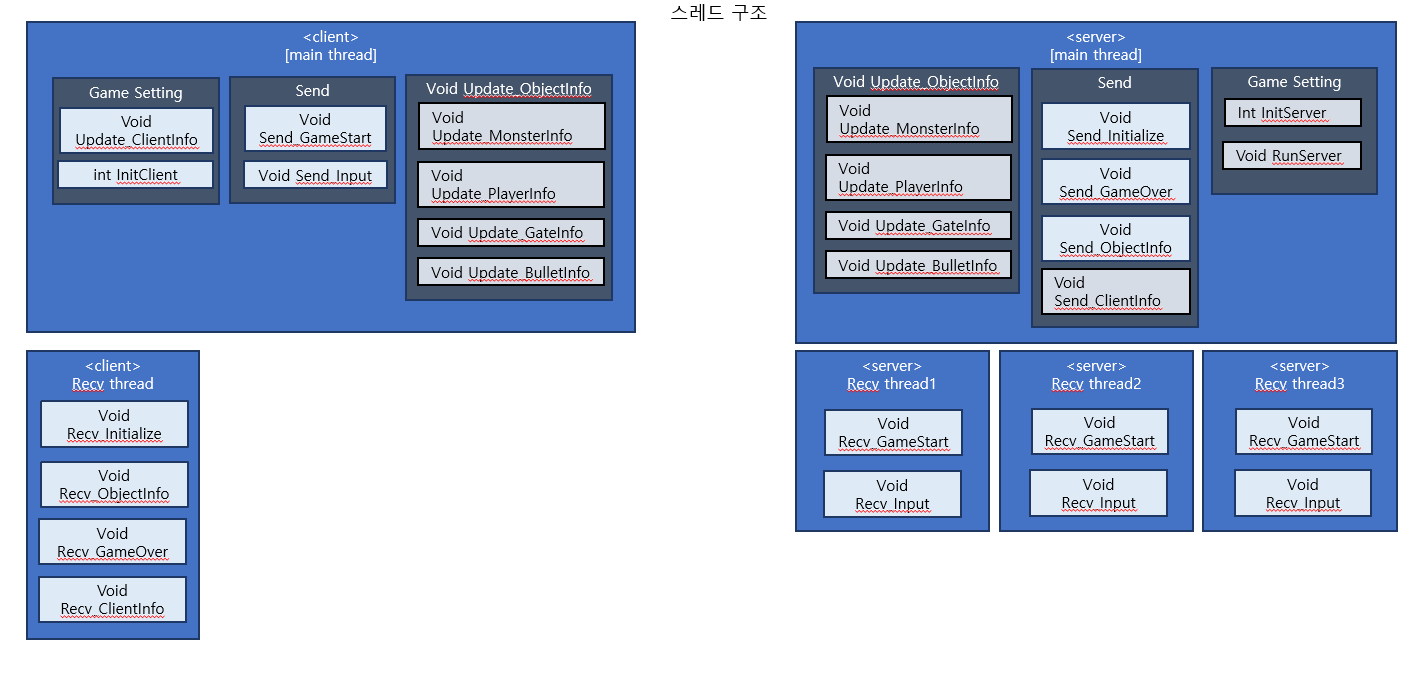 스레드 구조
<client>
[main thread]
Game Setting
Void
Update_ClientInfo
int InitClient
Send
Void
Send_GameStart
Void Send_Input
Void Update_ObjectInfo
Void
Update_MonsterInfo
Void
Update_PlayerInfo
Void Update_GateInfo
Void Update_BulletInfo
<server>
[main thread]
Void Update_ObjectInfo
Void
Update_MonsterInfo
Void
Update_PlayerInfo
Void Update_GateInfo
Void Update_BulletInfo
Send
Void
Send_Initialize
Void
Send_GameOver
Void
Send_ObjectInfo
Void
Send_ClientInfo
Game Setting
Int InitServer
Void RunServer
<client>
Recv thread
Void
Recv_Initialize
Void
Recv_ObjectInfo
Void
Recv_GameOver
Void
Recv_ClientInfo
<server>
Recv thread1
Void
Recv_GameStart
Void
Recv_Input
<server>
Recv thread2
Void
Recv_GameStart
Void
Recv_Input
<server>
Recv thread3
Void
Recv_GameStart
Void
Recv_Input